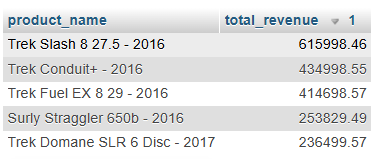 product_name total_revenue 1
Trek Slash 8 27.5 - 2016 615998.46
Trek Conduit+ - 2016 434998.55
Trek Fuel EX 8 29 - 2016 414698.57
Surly Straggler 650b - 2016 253829.49
Trek Domane SLR 6 Disc - 2017 236499.57